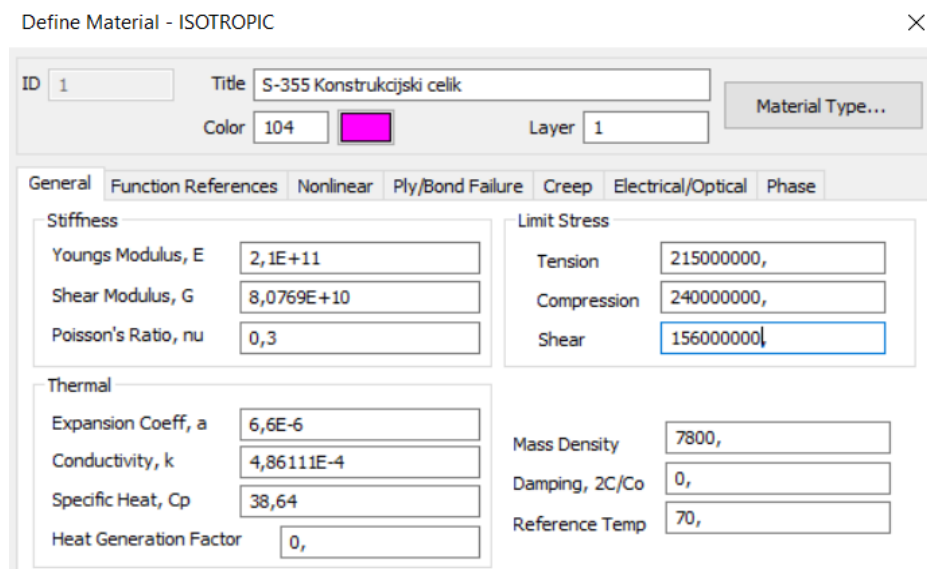 Define Material - ISOTROPIC
ID 1 Title S-355 Konstrukcijski celik
Color 104 Layer 1 Material Type...
General Function References Nonlinear Ply/Bond Failure Creep Electrical/Optical Phase
Stiffness
Youngs Modulus, E 2,1E+11
Shear Modulus, G 8,0769E+10
Poisson's Ratio, nu 0,3
Limit Stress
Tension 215000000,
Compression 240000000,
Shear 156000000,
Thermal
Expansion Coeff, a 6,6E-6
Conductivity, k 4,86111E-4
Specific Heat, Cp 38,64
Heat Generation Factor 0,
Mass Density 7800,
Damping, 2C/Co 0,
Reference Temp 70,